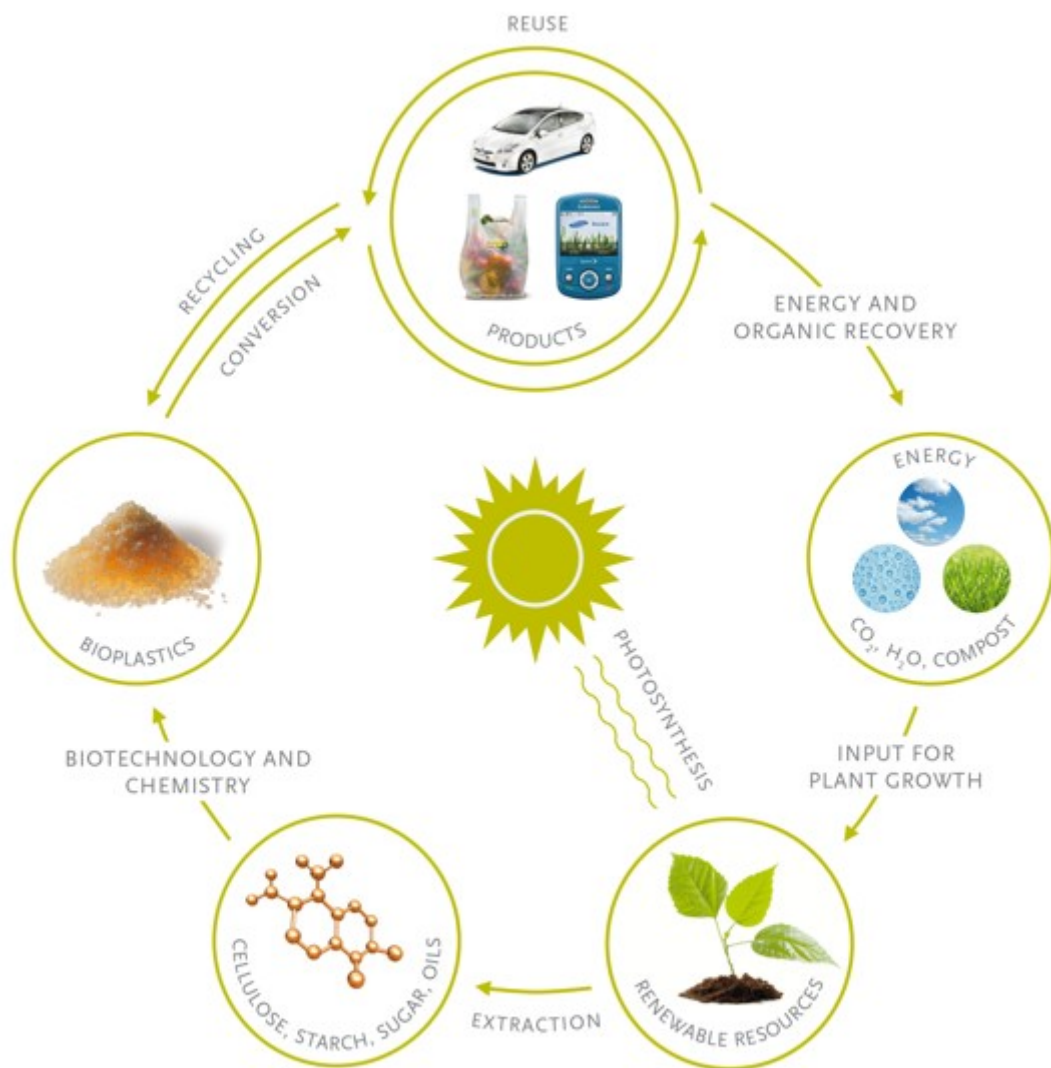 REUSE
PRODUCTS
RECYCLING
CONVERSION
ENERGY AND
ORGANIC RECOVERY
ENERGY
CO₂, H₂O, COMPOST
BIOPLASTICS
PHOTOSYNTHESIS
BIOTECHNOLOGY AND
CHEMISTRY
INPUT FOR
PLANT GROWTH
CELLULOSE, STARCH, SUGAR, OILS
EXTRACTION
RENEWABLE RESOURCES